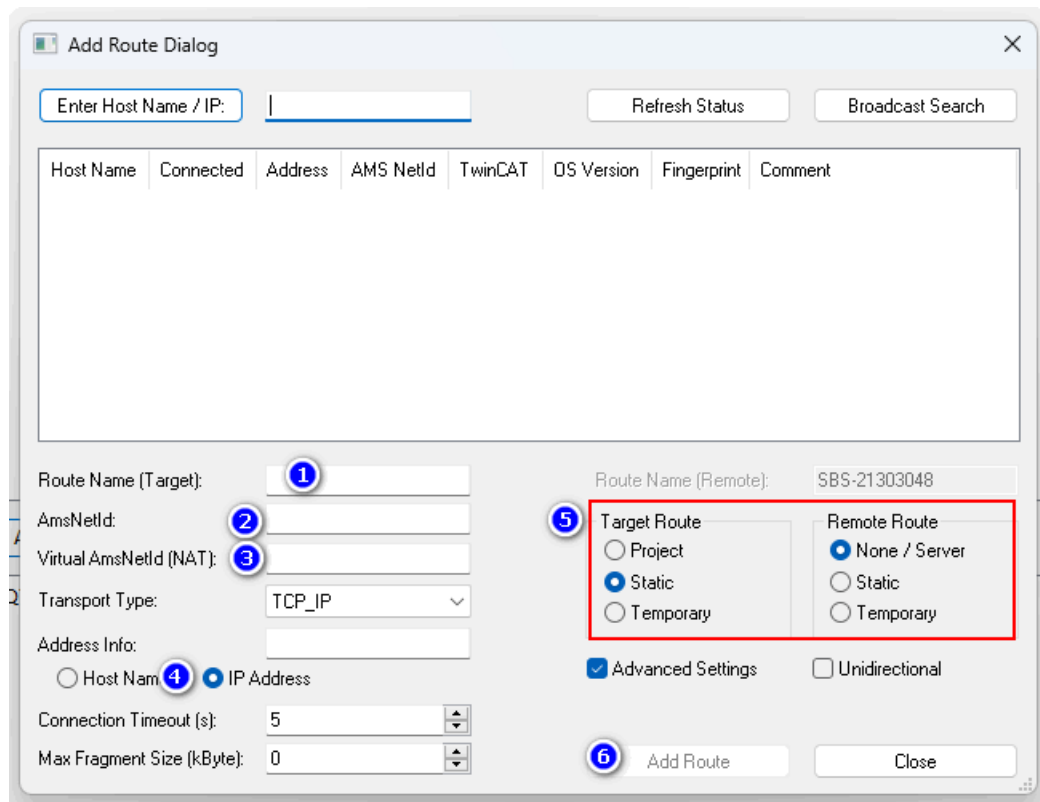 Add Route Dialog
Enter Host Name / IP: Refresh Status Broadcast Search
Host Name Connected Address AMS NetId TwinCAT OS Version Fingerprint Comment
Route Name (Target): 1 Route Name (Remote): SBS-21303048
AmsNetId: 2 5 Target Route Remote Route
Virtual AmsNetId (NAT): 3 Project None / Server
Transport Type: TCP_IP Static Static
Address Info: Temporary Temporary
Host Nam 4 IP Address Advanced Settings Unidirectional
Connection Timeout (s): 5
Max Fragment Size (kByte): 0 6 Add Route Close